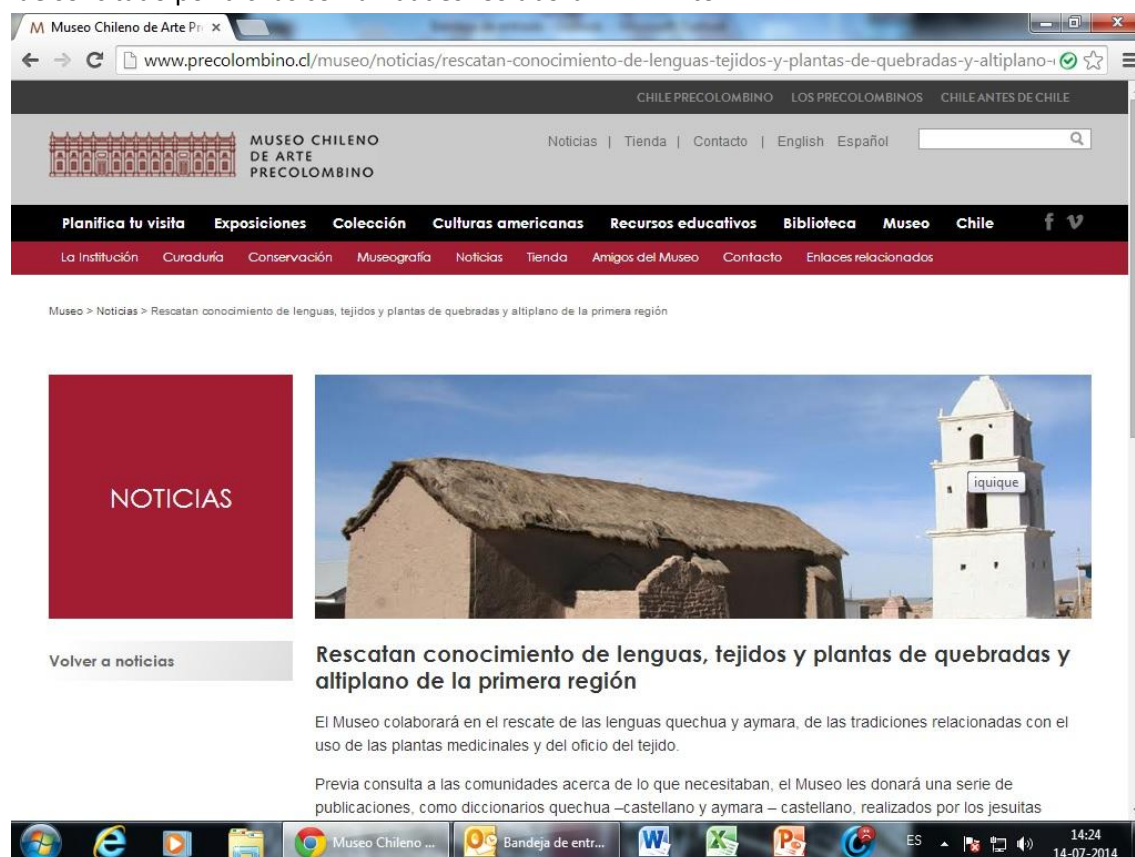 M Museo Chileno de Arte Pr
www.precolombino.cl/museo/noticias/rescatan-conocimiento-de-lenguas-tejidos-y-plantas-de-quebradas-y-altiplano-
CHILE PRECOLOMBINO LOS PRECOLOMBINOS CHILE ANTES DE CHILE
MUSEO CHILENO
DE ARTE
PRECOLOMBINO
Noticias | Tienda | Contacto | English Español
Planifica tu visita Exposiciones Colección Culturas americanas Recursos educativos Biblioteca Museo Chile
La Institución Curaduría Conservación Museografía Noticias Tienda Amigos del Museo Contacto Enlaces relacionados
Museo > Noticias > Rescatan conocimiento de lenguas, tejidos y plantas de quebradas y altiplano de la primera región
NOTICIAS
iquique
Volver a noticias
Rescatan conocimiento de lenguas, tejidos y plantas de quebradas y
altiplano de la primera región
El Museo colaborará en el rescate de las lenguas quechua y aymara, de las tradiciones relacionadas con el
uso de las plantas medicinales y del oficio del tejido.
Previa consulta a las comunidades acerca de lo que necesitaban, el Museo les donará una serie de
publicaciones, como diccionarios quechua –castellano y aymara – castellano, realizados por los jesuitas
Museo Chileno ...
Bandeja de entr...
ES
14:24
14-07-2014